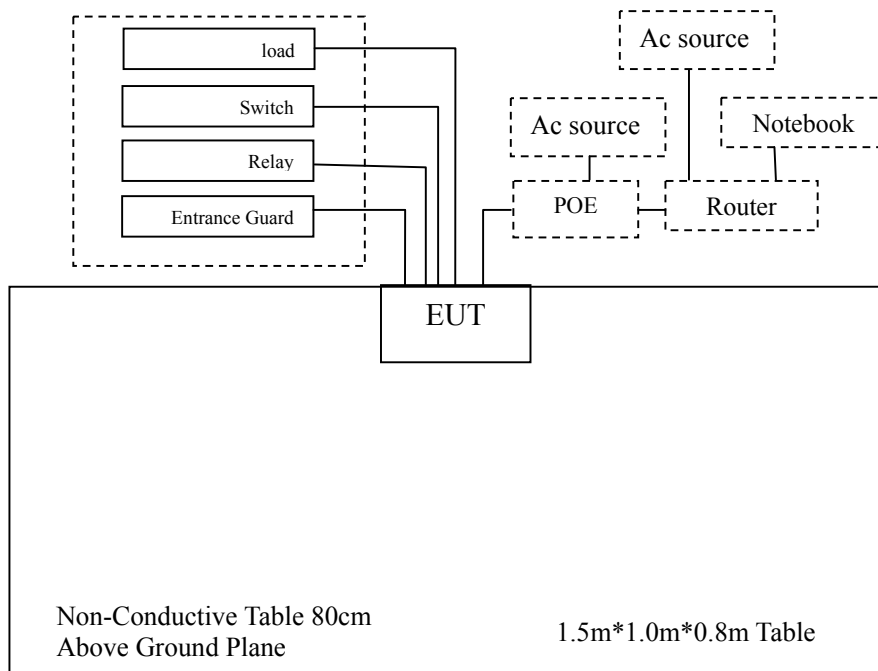 load
Switch
Relay
Entrance Guard
Ac source
Ac source
Notebook
POE
Router
EUT
Non-Conductive Table 80cm
Above Ground Plane
1.5m*1.0m*0.8m Table